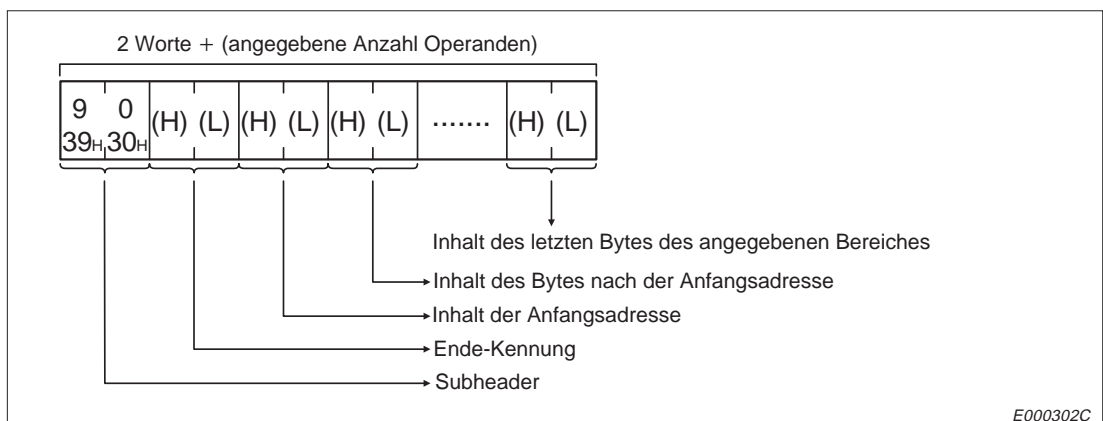 2 Worte + (angegebene Anzahl Operanden)
9 0 (H) (L) (H) (L) (H) (L) ....... (H) (L)
39H 30H
Inhalt des letzten Bytes des angegebenen Bereiches
Inhalt des Bytes nach der Anfangsadresse
Inhalt der Anfangsadresse
Ende-Kennung
Subheader
E000302C